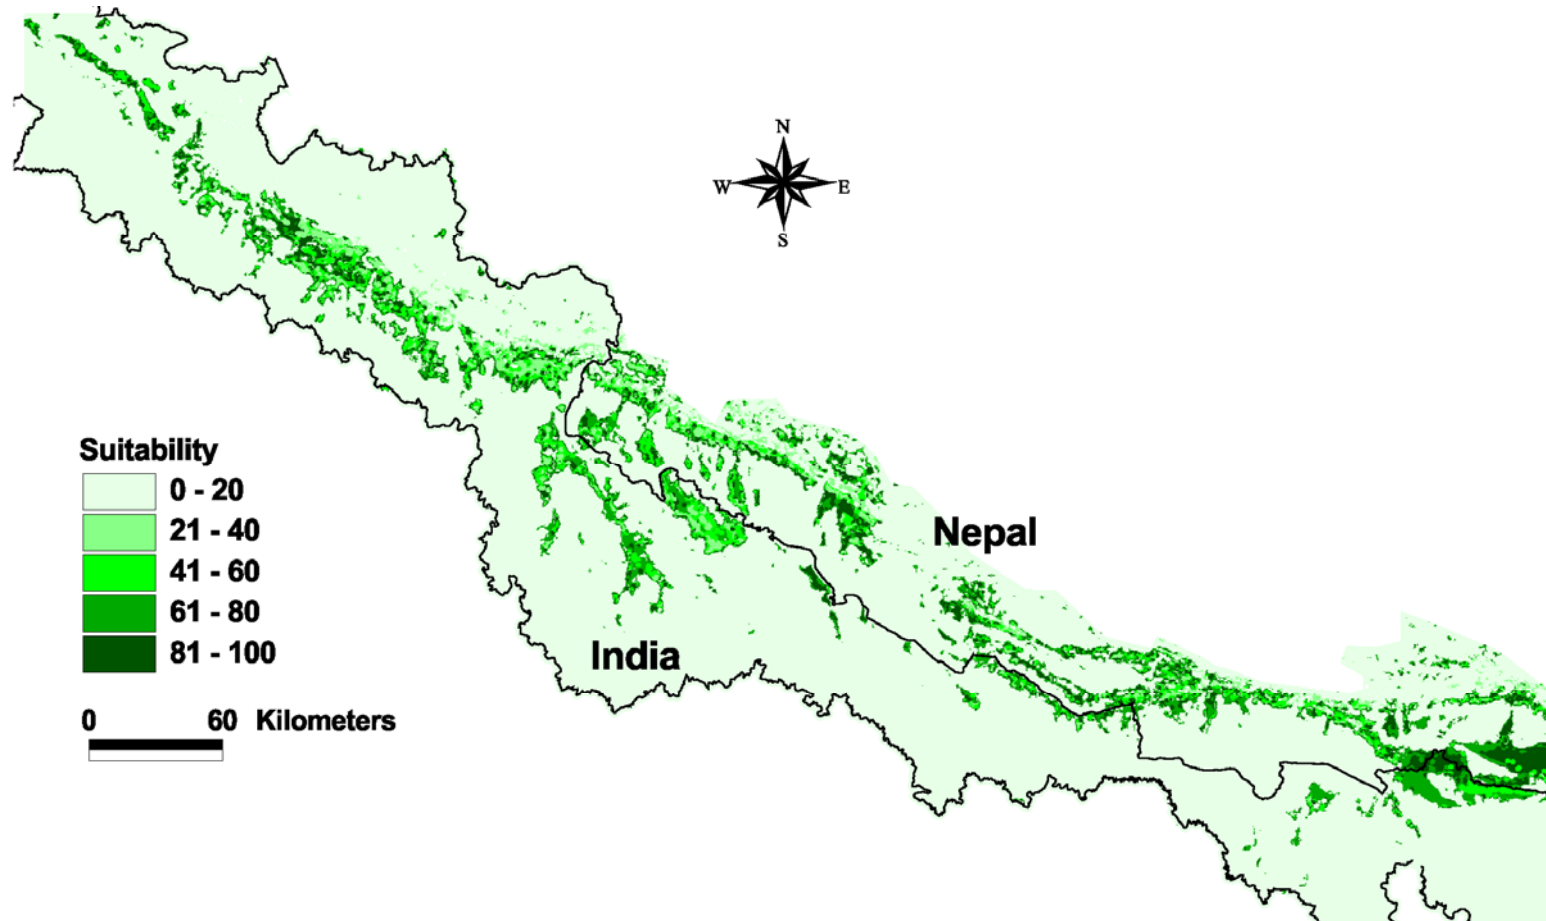 N
W E
S
Suitability
0 - 20
21 - 40
41 - 60
61 - 80
81 - 100
Nepal
India
0 60 Kilometers